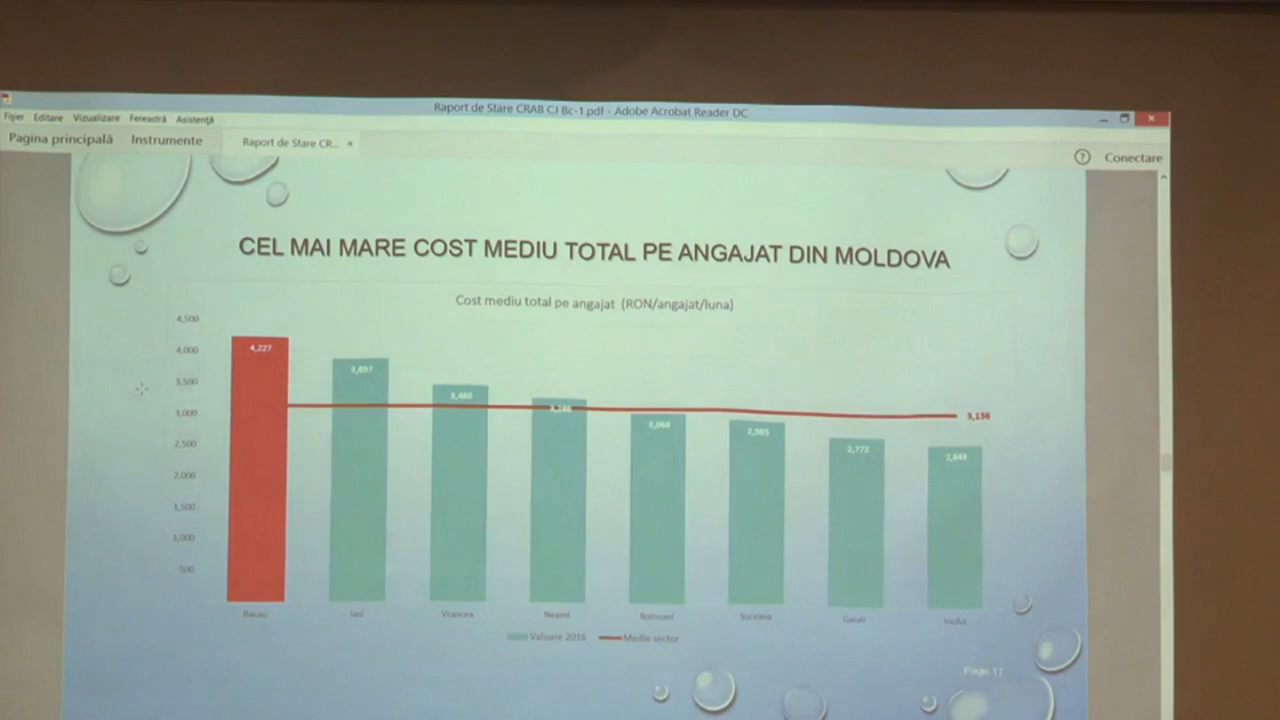 Raport de Stare CRAB CJ Bc-1.pdf - Adobe Acrobat Reader DC
Fișier Editare Vizualizare Fereastră Asistență
Pagina principală Instrumente Raport de Stare CR... ×
? Conectare
CEL MAI MARE COST MEDIU TOTAL PE ANGAJAT DIN MOLDOVA
Cost mediu total pe angajat (RON/angajat/luna)
4,500
4,000
3,500
3,000
2,500
2,000
1,500
1,000
500
4,227
3,897
3,460
3,064
2,985
2,772
2,643
3,136
Bacau Iasi Vrancea Neamt Botosani Suceava Galati Vaslui
Valoare 2016 Medie sector
Page 17